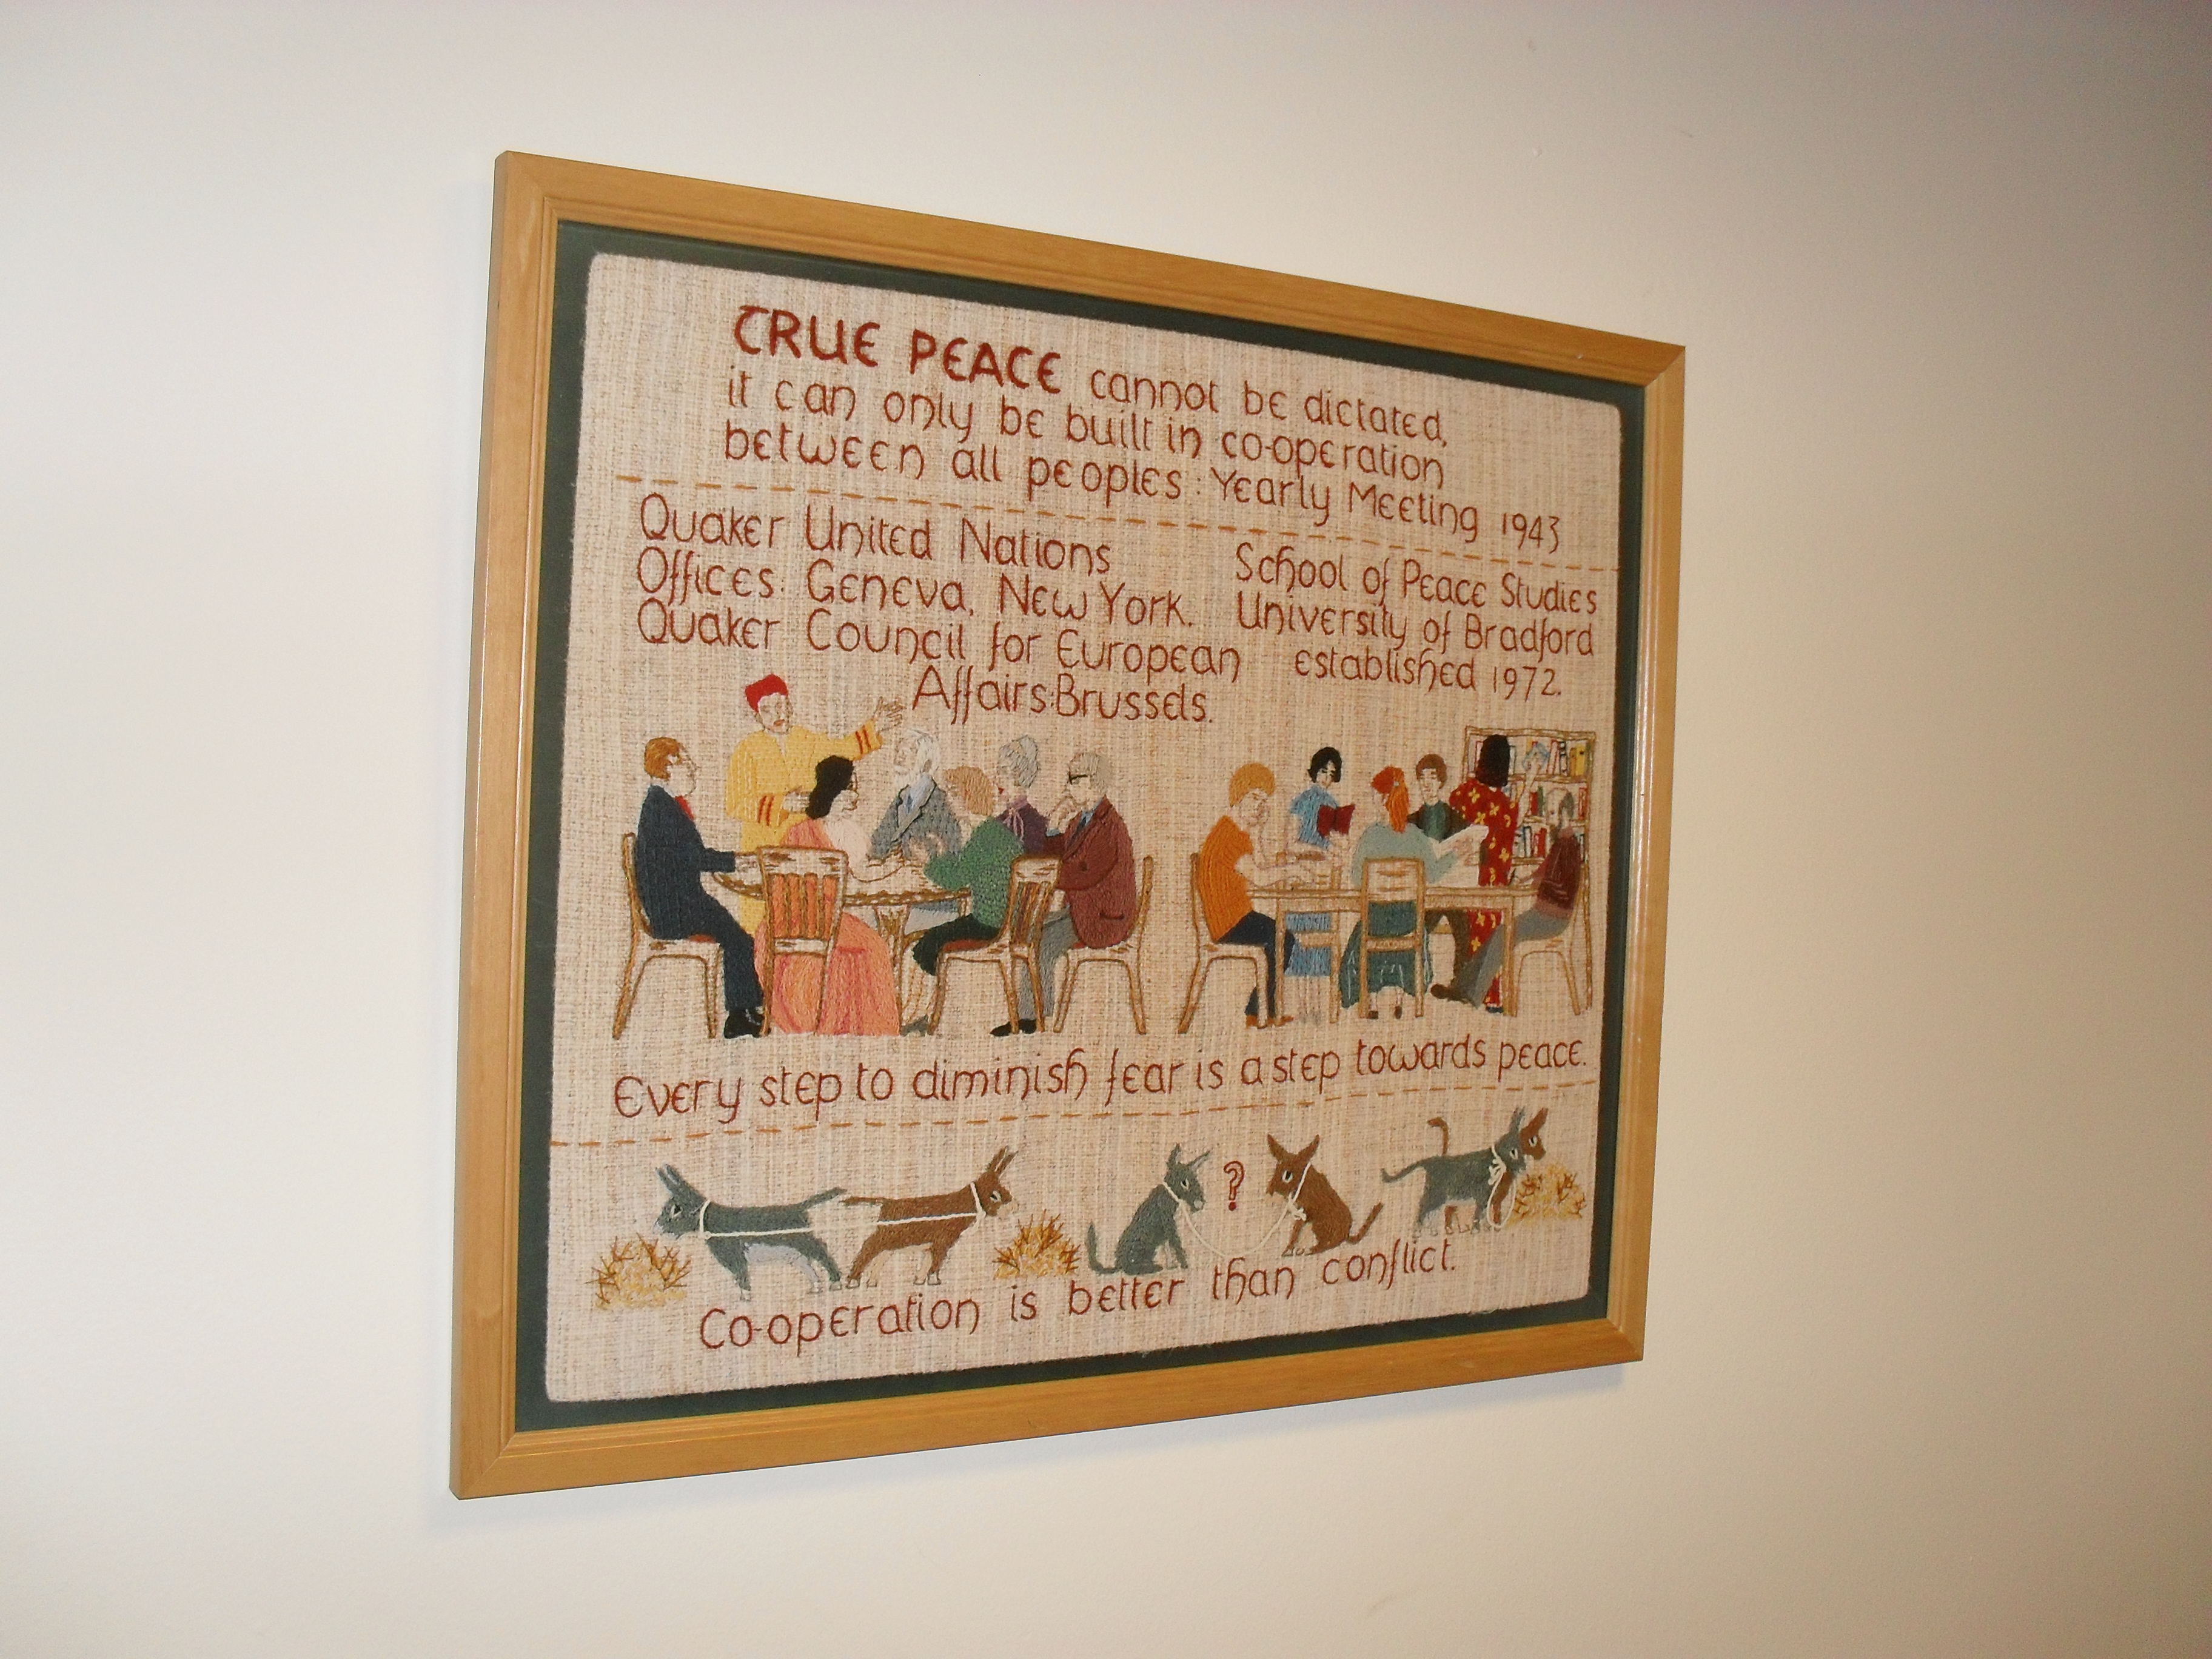 TRUE PEACE cannot be dictated,
it can only be built in co-operation
between all peoples: Yearly Meeting 1943
Quaker United Nations
Offices: Geneva, New York.
Quaker Council for European
Affairs: Brussels.
School of Peace Studies
University of Bradford
established 1972.
Every step to diminish fear is a step towards peace.
?
Co-operation is better than conflict.